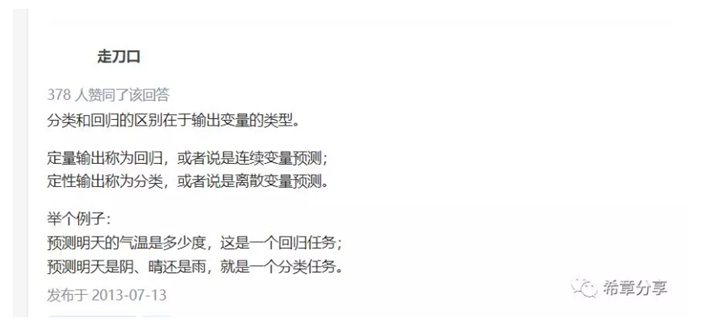 走刀口
378 人赞同了该回答
分类和回归的区别在于输出变量的类型。
定量输出称为回归，或者说是连续变量预测；
定性输出称为分类，或者说是离散变量预测。
举个例子：
预测明天的气温是多少度，这是一个回归任务；
预测明天是阴、晴还是雨，就是一个分类任务。
发布于 2013-07-13
希章分享